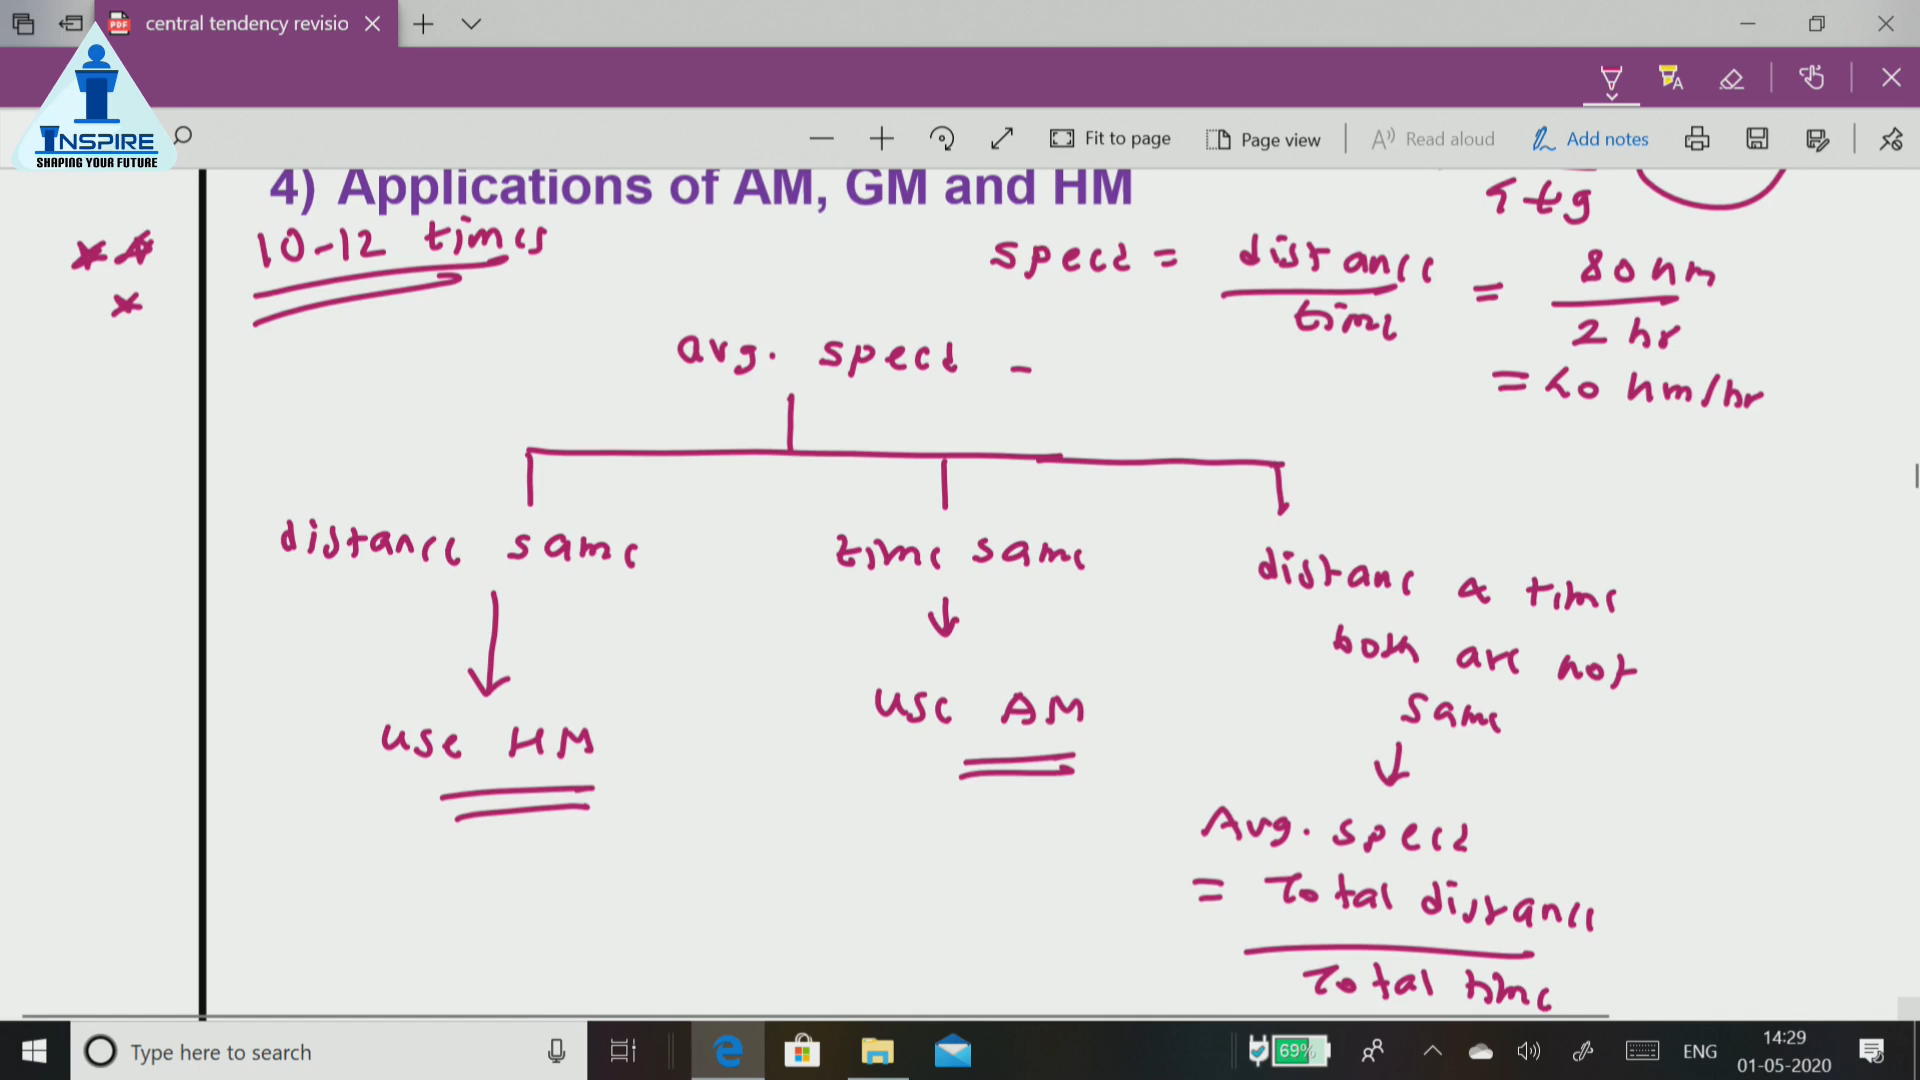 central tendency revisio
INSPIRE
SHAPING YOUR FUTURE
Fit to page
Page view
Read aloud
Add notes
4) Applications of AM, GM and HM
10-12 times
speed = distance / time = 80 km / 2 hr
= 40 km/hr
avg. speed -
distance same
time same
distanc & time
both are not
same
use HM
use AM
Avg. speed
= Total distance
Total time
Type here to search
69%
ENG
14:29
01-05-2020